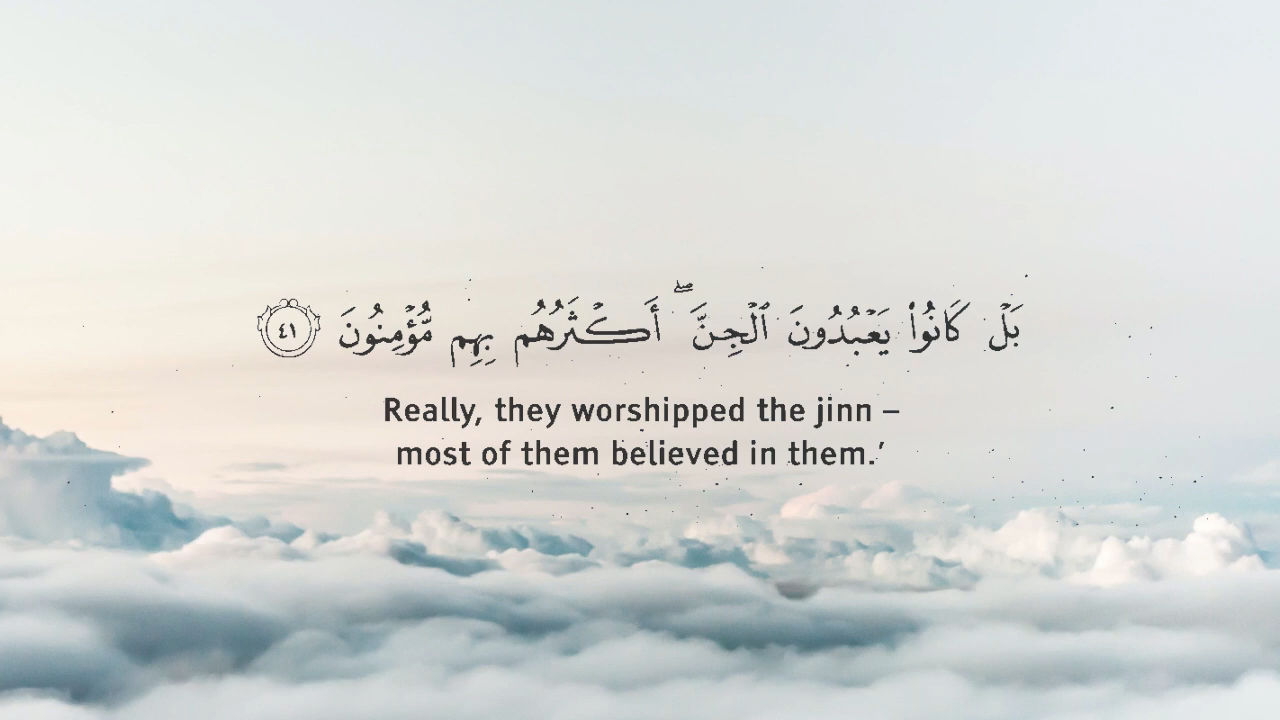 بَلْ كَانُوا۟ يَعْبُدُونَ ٱلْجِنَّ ۖ أَكْثَرُهُم بِهِم مُّؤْمِنُونَ ٤١
Really, they worshipped the jinn –
most of them believed in them.’